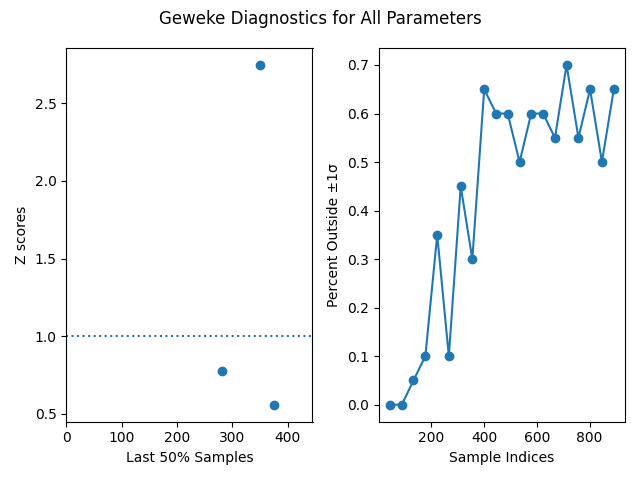 Geweke Diagnostics for All Parameters
Z scores
2.5
2.0
1.5
1.0
0.5
0 100 200 300 400
Last 50% Samples
Percent Outside ±1σ
0.7
0.6
0.5
0.4
0.3
0.2
0.1
0.0
200 400 600 800
Sample Indices